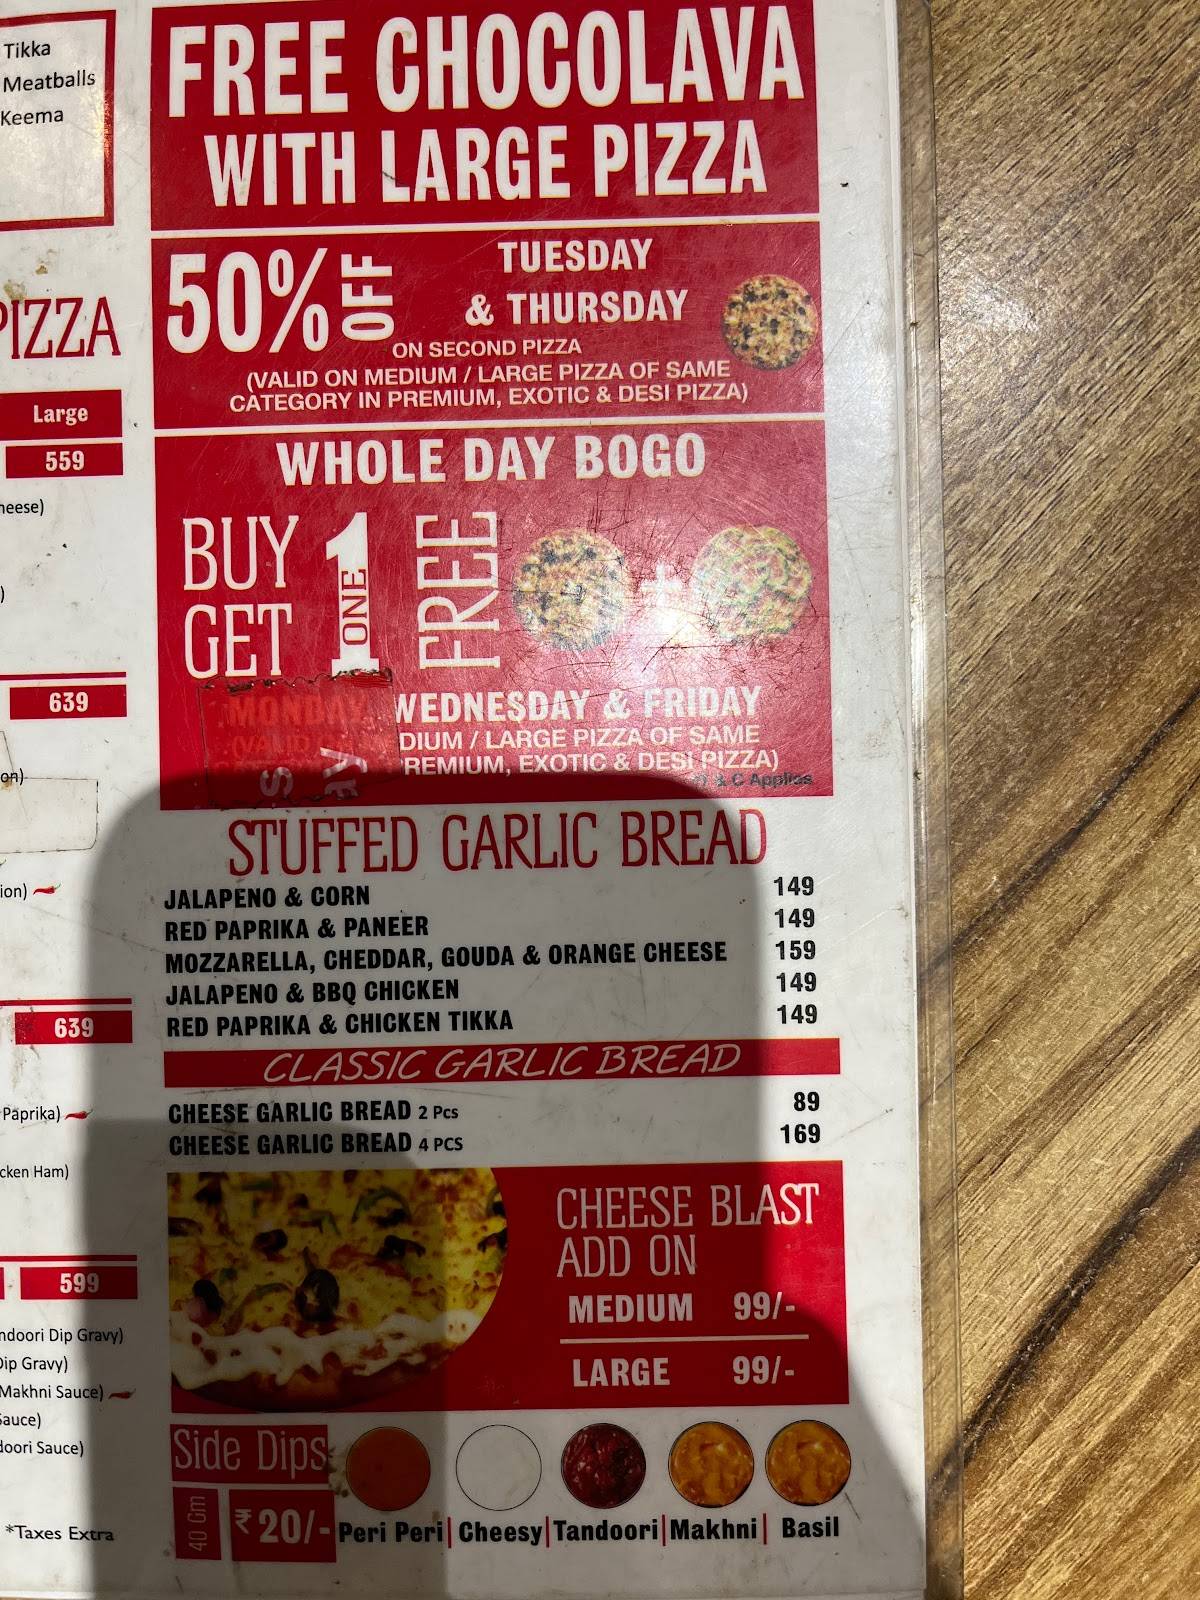 Tikka
Meatballs
Keema
PIZZA
Large
559
heese)
)
639
on)
ion)
639
Paprika)
cken Ham)
599
ndoori Dip Gravy)
Dip Gravy)
Makhni Sauce)
Sauce)
doori Sauce)
*Taxes Extra
FREE CHOCOLAVA
WITH LARGE PIZZA
50% OFF
TUESDAY
& THURSDAY
ON SECOND PIZZA
(VALID ON MEDIUM / LARGE PIZZA OF SAME
CATEGORY IN PREMIUM, EXOTIC & DESI PIZZA)
WHOLE DAY BOGO
BUY 1 ONE
GET FREE
+
MONDAY WEDNESDAY & FRIDAY
DIUM / LARGE PIZZA OF SAME
REMIUM, EXOTIC & DESI PIZZA)
T & C Applies
STUFFED GARLIC BREAD
JALAPENO & CORN 149
RED PAPRIKA & PANEER 149
MOZZARELLA, CHEDDAR, GOUDA & ORANGE CHEESE 159
JALAPENO & BBQ CHICKEN 149
RED PAPRIKA & CHICKEN TIKKA 149
CLASSIC GARLIC BREAD
CHEESE GARLIC BREAD 2 Pcs 89
CHEESE GARLIC BREAD 4 PCS 169
CHEESE BLAST
ADD ON
MEDIUM 99/-
LARGE 99/-
Side Dips
40 Gm
₹ 20/-
Peri Peri | Cheesy | Tandoori | Makhni | Basil